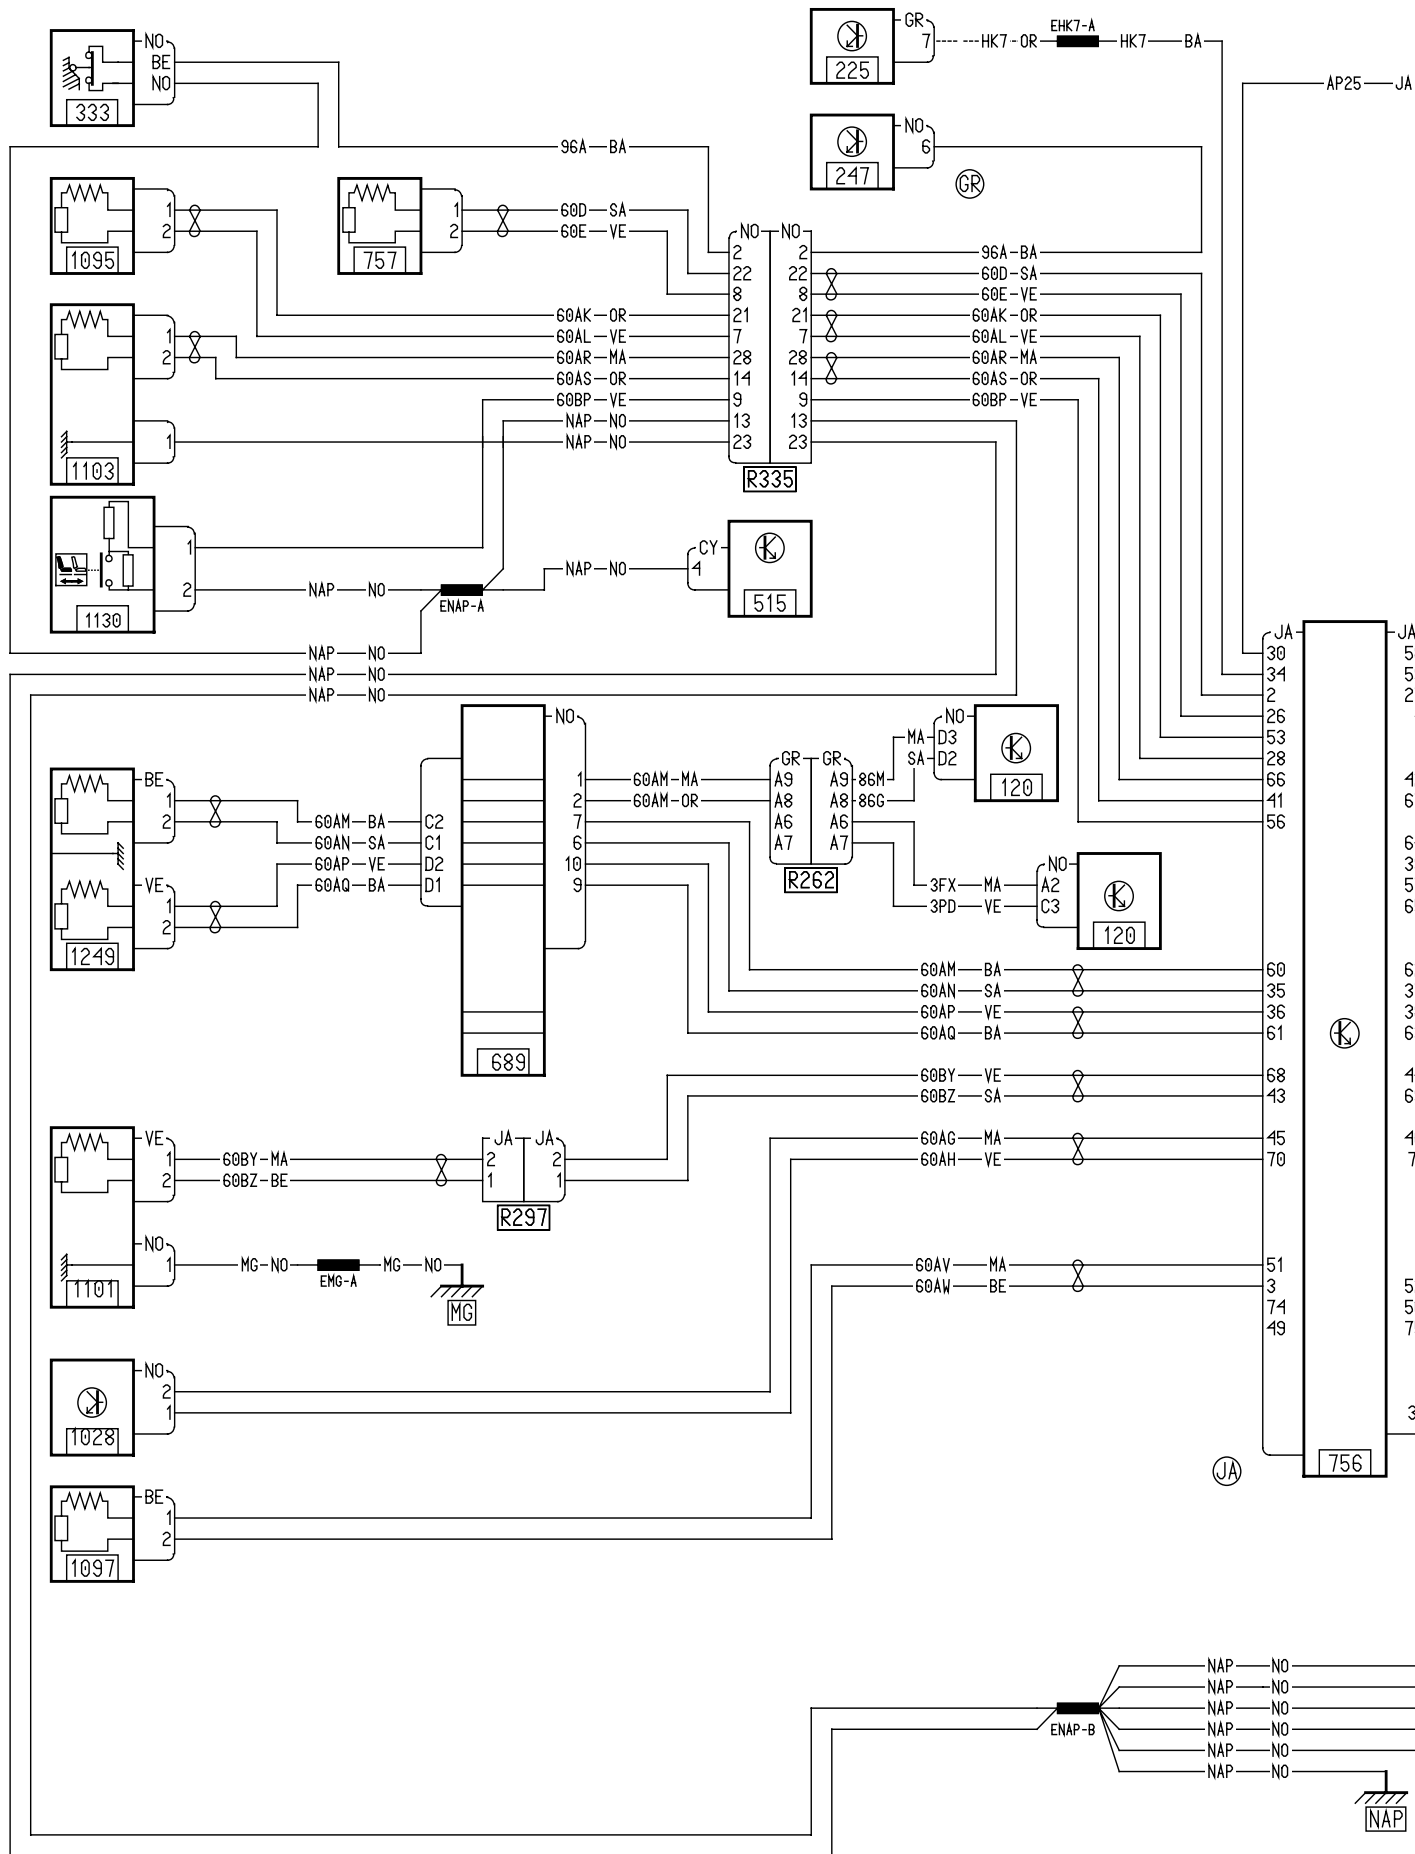 GR
7
HK7 OR
EHK7-A
HK7 BA
225
NO
BE
NO
333
AP25 JA
NO
6
247
GR
96A BA
1
2
1095
1
2
757
60D SA
60E VE
NO NO
2 2
22 22
8 8
21 21
7 7
28 28
14 14
9 9
13 13
23 23
R335
96A BA
60D SA
60E VE
60AK OR
60AL VE
60AR MA
60AS OR
60BP VE
1
2
1
1103
60AK OR
60AL VE
60AR MA
60AS OR
60BP VE
NAP NO
NAP NO
1
2
1130
NAP NO
ENAP-A
NAP NO
CY
4
515
NAP NO
NAP NO
NAP NO
JA
30
34
2
26
53
28
66
41
56
60
35
36
61
68
43
45
70
51
3
74
49
756
JA
JA
BE
1
2
VE
1
2
1249
60AM BA
60AN SA
60AP VE
60AQ BA
C2
C1
D2
D1
689
NO
1
2
7
6
10
9
60AM MA
60AM OR
GR GR
A9 A9
A8 A8
A6 A6
A7 A7
R262
86M
86G
MA
SA
NO
D3
D2
120
3FX MA
3PD VE
NO
A2
C3
120
60AM BA
60AN SA
60AP VE
60AQ BA
60BY VE
60BZ SA
60AG MA
60AH VE
60AV MA
60AW BE
VE
1
2
NO
1
1101
60BY MA
60BZ BE
JA JA
2 2
1 1
R297
MG NO
EMG-A
MG NO
MG
NO
2
1
1028
BE
1
2
1097
ENAP-B
NAP NO
NAP NO
NAP NO
NAP NO
NAP NO
NAP NO
NAP